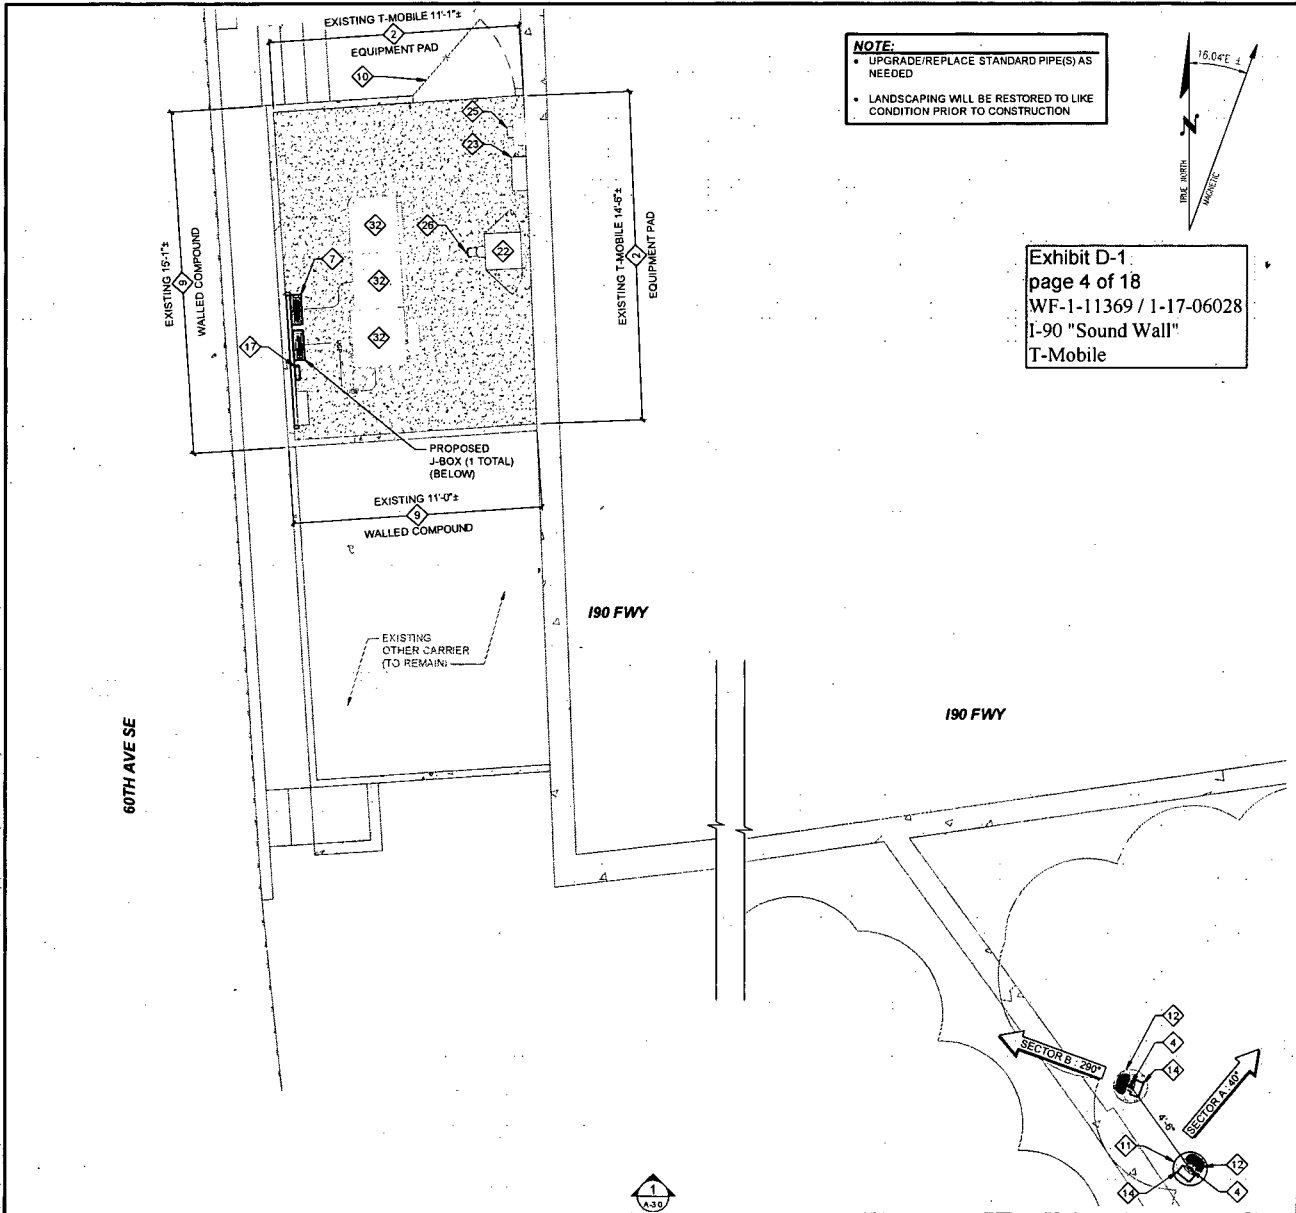 EXISTING T-MOBILE 11'-1"±
2
EQUIPMENT PAD
10
NOTE:
• UPGRADE/REPLACE STANDARD PIPE(S) AS
NEEDED
• LANDSCAPING WILL BE RESTORED TO LIKE
CONDITION PRIOR TO CONSTRUCTION
16.04°E ±
N
TRUE NORTH
MAGNETIC
Exhibit D-1
page 4 of 18
WF-1-11369 / 1-17-06028
I-90 "Sound Wall"
T-Mobile
25
23
EXISTING 15'-1"±
9
WALLED COMPOUND
32
26
22
7
32
32
17
EXISTING T-MOBILE 14'-6"±
2
EQUIPMENT PAD
PROPOSED
J-BOX (1 TOTAL)
(BELOW)
EXISTING 11'-0"±
9
WALLED COMPOUND
I90 FWY
EXISTING
OTHER CARRIER
(TO REMAIN)
60TH AVE SE
I90 FWY
12
4
14
SECTOR B : 290°
SECTOR A : 40°
4'-6"
11
12
14
4
1
A-3.0